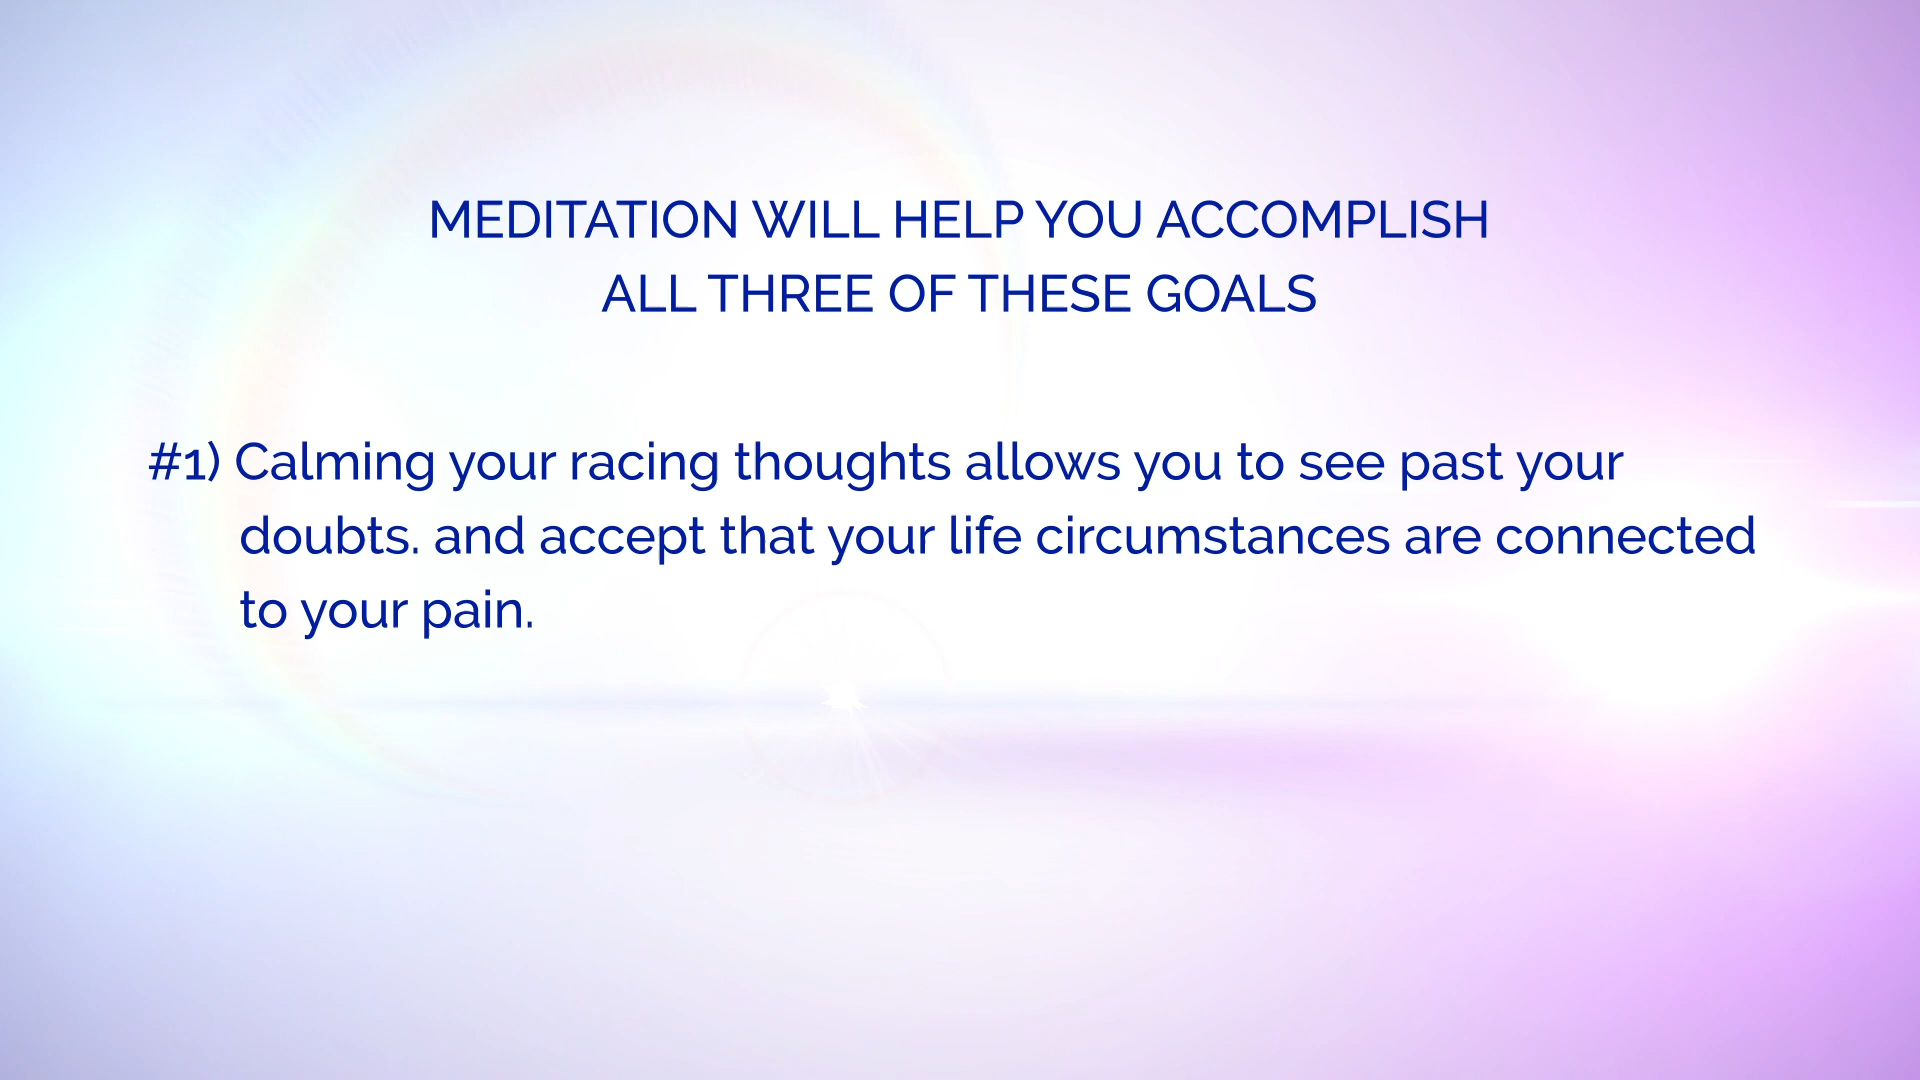 MEDITATION WILL HELP YOU ACCOMPLISH
ALL THREE OF THESE GOALS
#1) Calming your racing thoughts allows you to see past your
doubts. and accept that your life circumstances are connected
to your pain.